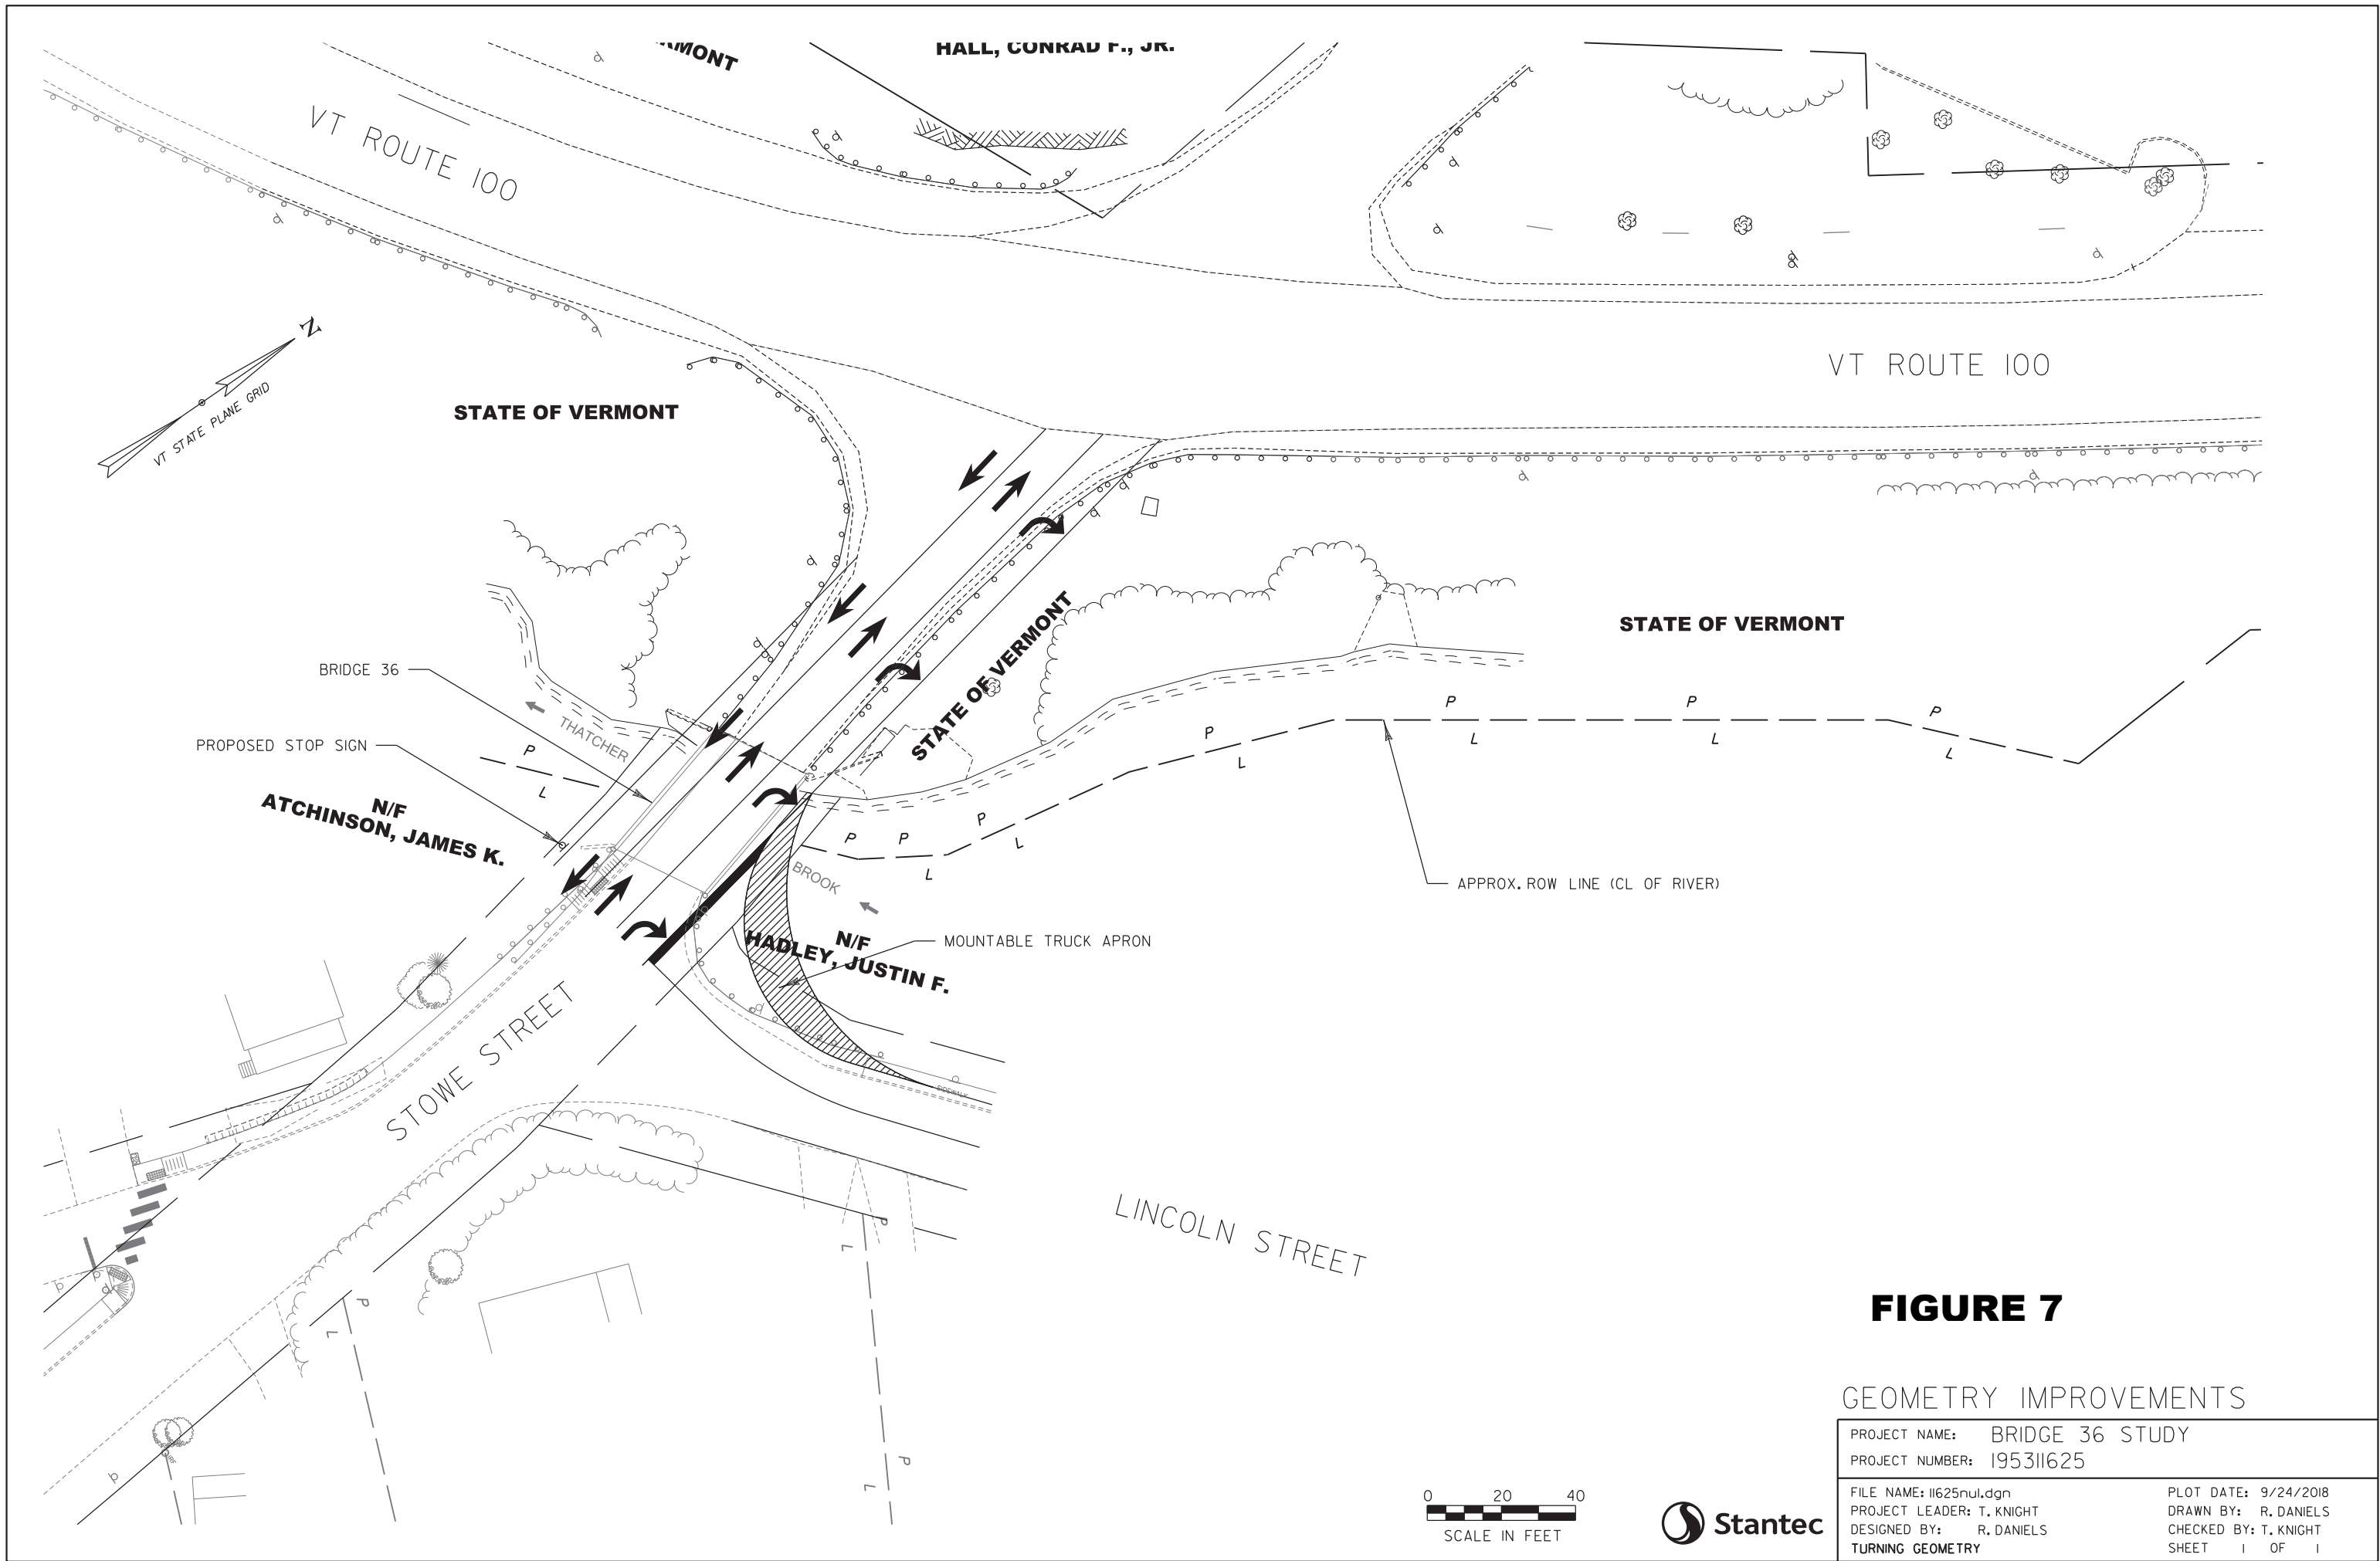 RMONT
HALL, CONRAD F., JR.
VT ROUTE 100
N
VT STATE PLANE GRID
STATE OF VERMONT
VT ROUTE 100
STATE OF VERMONT
STATE OF VERMONT
BRIDGE 36
PROPOSED STOP SIGN
THATCHER
P
L
P
L
P
L
P
L
P
L
P
L
P
P
L
N/F
ATCHINSON, JAMES K.
BROOK
APPROX. ROW LINE (CL OF RIVER)
N/F
HADLEY, JUSTIN F.
MOUNTABLE TRUCK APRON
STOWE STREET
SIDEWALK
LINCOLN STREET
P
L
P
L
P
L
FIGURE 7
GEOMETRY IMPROVEMENTS
PROJECT NAME: BRIDGE 36 STUDY
PROJECT NUMBER: 195311625
FILE NAME: 11625nu1.dgn
PLOT DATE: 9/24/2018
PROJECT LEADER: T. KNIGHT
DRAWN BY: R. DANIELS
DESIGNED BY: R. DANIELS
CHECKED BY: T. KNIGHT
TURNING GEOMETRY
SHEET 1 OF 1
0 20 40
SCALE IN FEET
Stantec